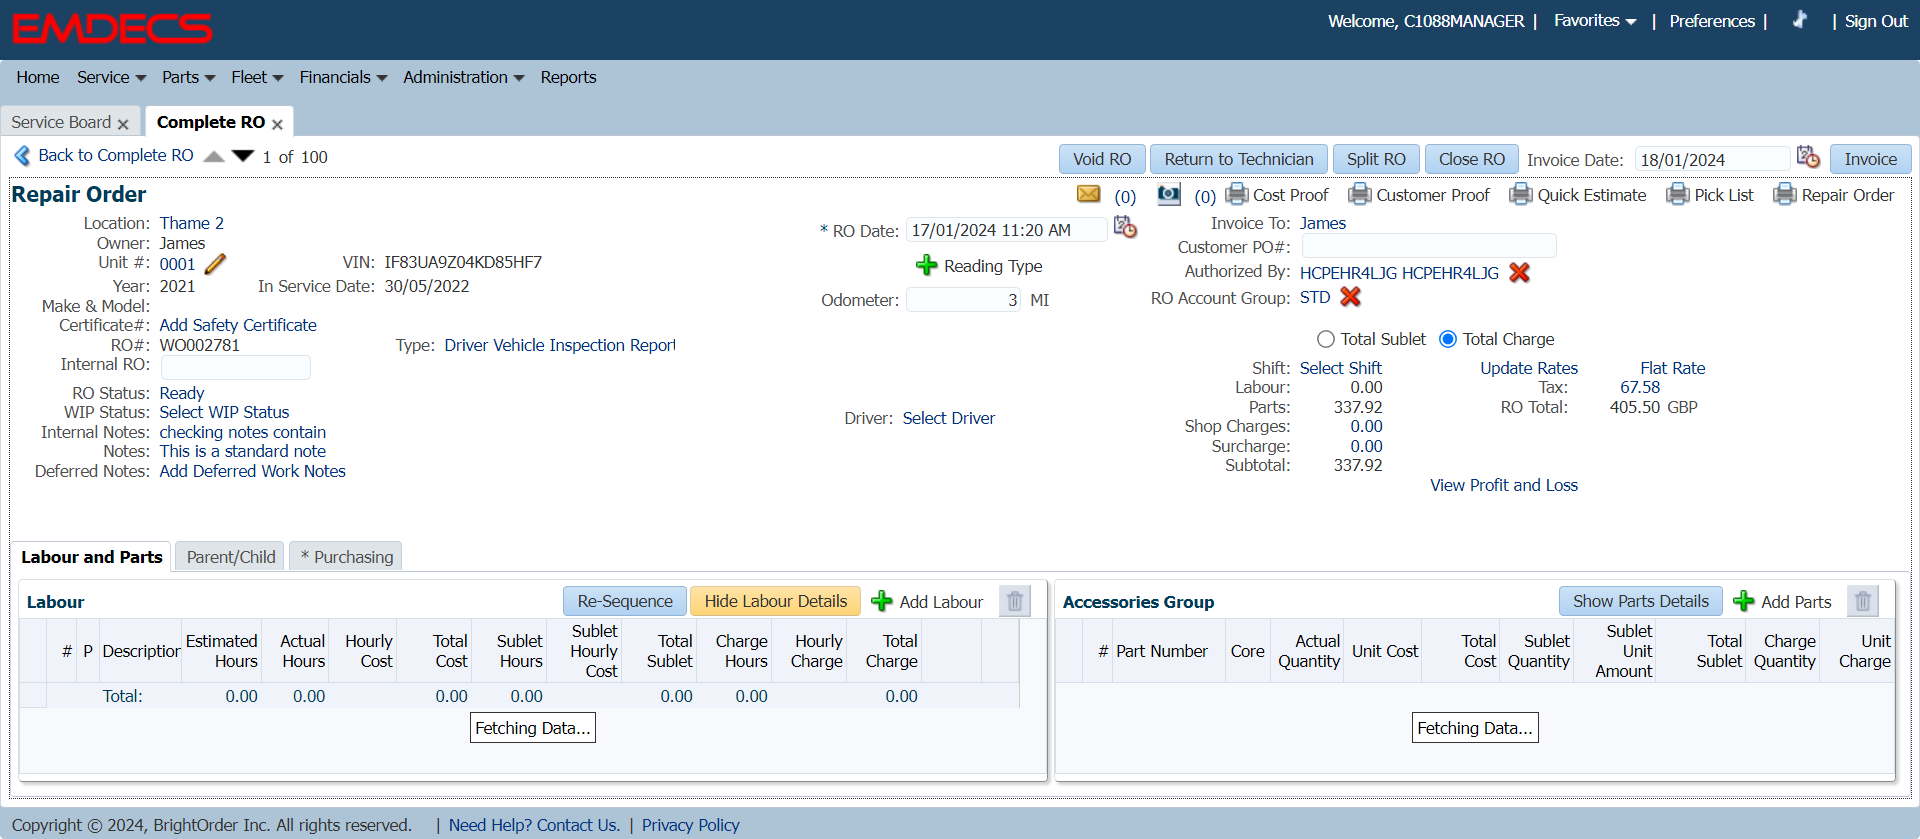 EMDECS
Welcome, C1088MANAGER | Favorites | Preferences | | Sign Out
Home Service Parts Fleet Financials Administration Reports
Service Board Complete RO
Back to Complete RO 1 of 100 Void RO Return to Technician Split RO Close RO Invoice Date: 18/01/2024 Invoice
Repair Order (0) (0) Cost Proof Customer Proof Quick Estimate Pick List Repair Order
Location: Thame 2 * RO Date: 17/01/2024 11:20 AM Invoice To: James
Owner: James Customer PO#:
Unit #: 0001 VIN: IF83UA9Z04KD85HF7 Reading Type Authorized By: HCPEHR4LJG HCPEHR4LJG
Year: 2021 In Service Date: 30/05/2022 Odometer: 3 MI RO Account Group: STD
Make & Model:
Certificate#: Add Safety Certificate
RO#: WO002781 Type: Driver Vehicle Inspection Report Total Sublet Total Charge
Internal RO: Shift: Select Shift Update Rates Flat Rate
Labour: 0.00 Tax: 67.58
RO Status: Ready Parts: 337.92 RO Total: 405.50 GBP
WIP Status: Select WIP Status Driver: Select Driver
Internal Notes: checking notes contain Shop Charges: 0.00
Notes: This is a standard note Surcharge: 0.00
Deferred Notes: Add Deferred Work Notes Subtotal: 337.92
View Profit and Loss
Labour and Parts Parent/Child * Purchasing
Labour Re-Sequence Hide Labour Details Add Labour
# P Description Estimated Hours Actual Hours Hourly Cost Total Cost Sublet Hours Sublet Hourly Cost Total Sublet Charge Hours Hourly Charge Total Charge
Total: 0.00 0.00 0.00 0.00 0.00 0.00 0.00
Fetching Data...
Accessories Group Show Parts Details Add Parts
# Part Number Core Actual Quantity Unit Cost Total Cost Sublet Quantity Sublet Unit Amount Total Sublet Charge Quantity Unit Charge
Fetching Data...
Copyright © 2024, BrightOrder Inc. All rights reserved. | Need Help? Contact Us. | Privacy Policy